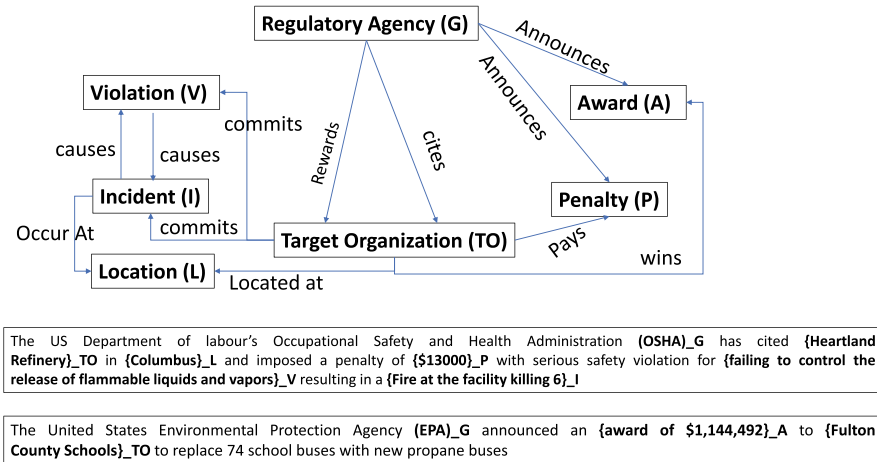 Regulatory Agency (G)
Announces
Announces
Violation (V)
Award (A)
commits
causes
causes
Rewards
cites
Incident (I)
Penalty (P)
Occur At
commits
Target Organization (TO)
Pays
wins
Location (L)
Located at
The US Department of labour’s Occupational Safety and Health Administration (OSHA)_G has cited {Heartland
Refinery}_TO in {Columbus}_L and imposed a penalty of {$13000}_P with serious safety violation for {failing to control the
release of flammable liquids and vapors}_V resulting in a {Fire at the facility killing 6}_I
The United States Environmental Protection Agency (EPA)_G announced an {award of $1,144,492}_A to {Fulton
County Schools}_TO to replace 74 school buses with new propane buses